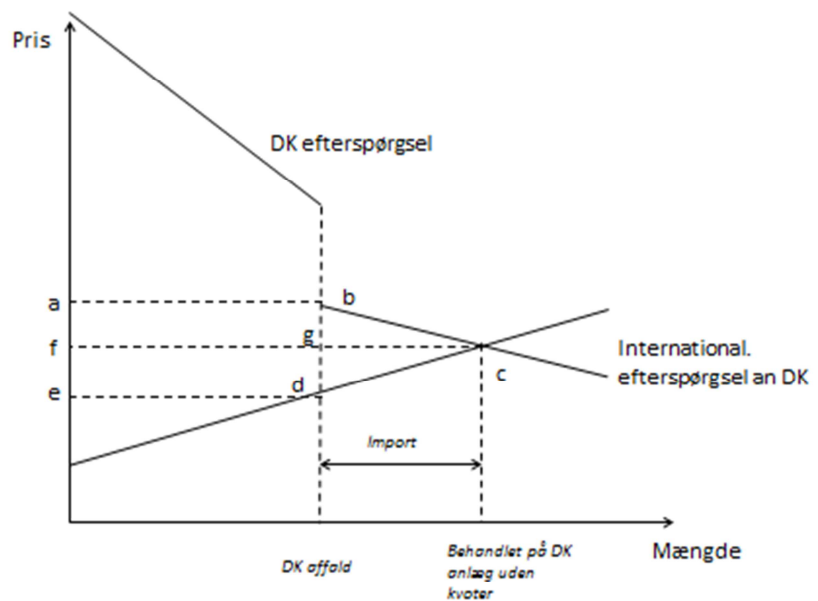 Pris
DK efterspørgsel
a
b
f
g
International.
efterspørgsel an DK
c
e
d
Import
DK affald
Behandlet på DK
anlæg uden
kvoter
Mængde